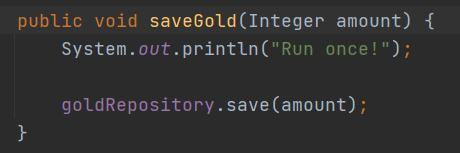 public void saveGold(Integer amount) {
    System.out.println("Run once!");
    goldRepository.save(amount);
}